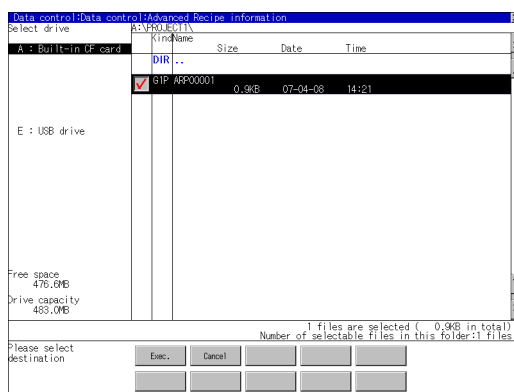 Data control:Data control:Advanced Recipe information
Select drive
A:\PROJECT1\
Kind Name
Size Date Time
A : Built-in CF card
DIR ..
G1P ARP00001
0.9KB 07-04-08 14:21
E : USB drive
Free space
476.6MB
Drive capacity
483.0MB
1 files are selected ( 0.9KB in total)
Number of selectable files in this folder:1 files
Please select
destination
Exec. Cancel